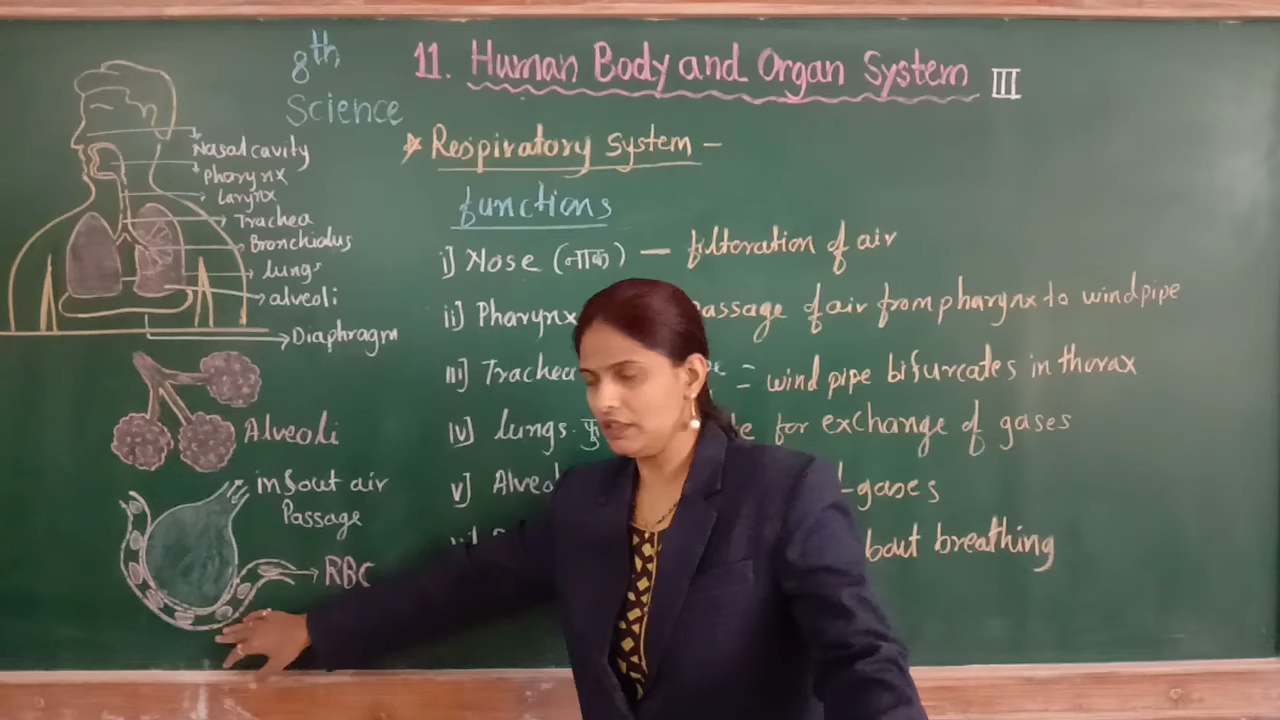 8th
Science
11. Human Body and Organ System III
* Respiratory System -
functions
i] Nose (नाक) — filtoration of air
ii] Pharynx assage of air from pharynx to windpipe
iii] Trachea = wind pipe bifurcates in thorax
iv] lungs for exchange of gases
v] Alveo -gases
bout breathing
Nasal cavity
Pharynx
Larynx
Trachea
Bronchiolus
lungs
alveoli
Diaphragm
Alveoli
in & out air
Passage
RBC